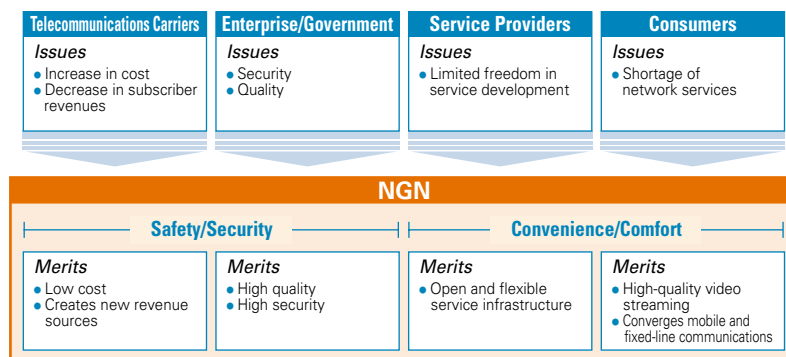 Telecommunications Carriers
Issues
• Increase in cost
• Decrease in subscriber
revenues
Enterprise/Government
Issues
• Security
• Quality
Service Providers
Issues
• Limited freedom in
service development
Consumers
Issues
• Shortage of
network services
NGN
Safety/Security
Convenience/Comfort
Merits
• Low cost
• Creates new revenue
sources
Merits
• High quality
• High security
Merits
• Open and flexible
service infrastructure
Merits
• High-quality video
streaming
• Converges mobile and
fixed-line communications